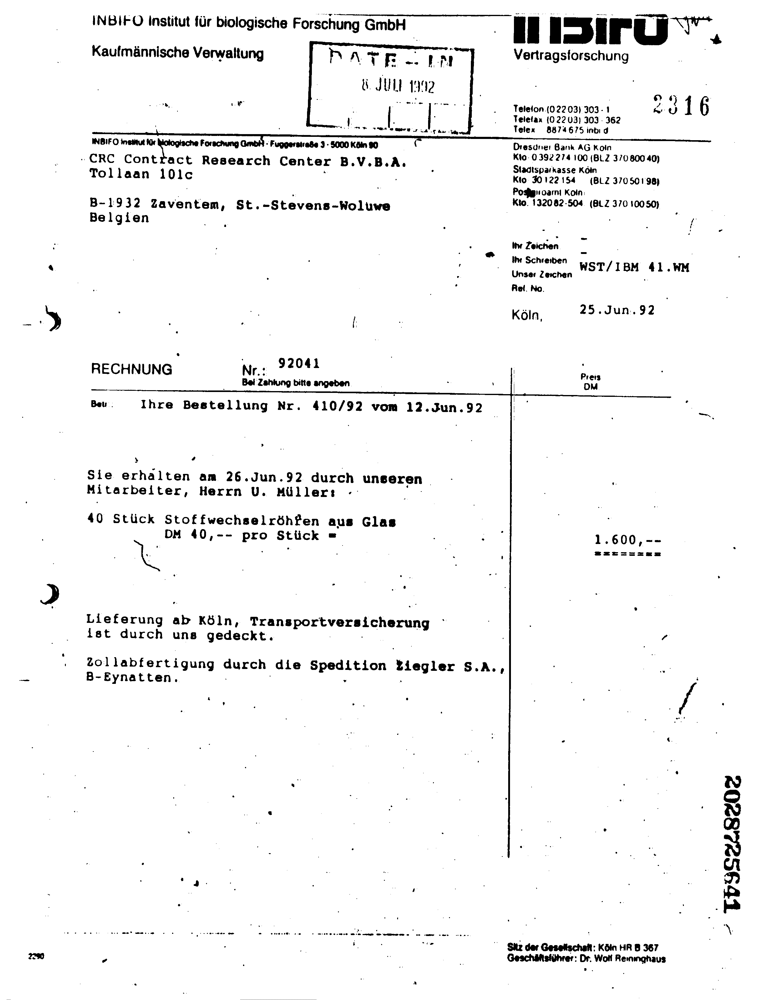 INBIFO Institut für biologische Forschung GmbH
INBIFO
Kaufmännische Verwaltung
Vertragsforschung
DATE - IN
8 JULI 1992
2316
Telefon (02203) 303-1
Telefax (02203) 303-362
Telex 8874675 inbi d
INBIFO Institut für biologische Forschung GmbH · Fuggerstraße 3 · 5000 Köln 90
Dresdner Bank AG Köln
Kto. 0392274100 (BLZ 37080040)
Stadtsparkasse Köln
Kto. 30122154 (BLZ 37050198)
Postgiroamt Köln
Kto. 132082-504 (BLZ 37010050)
CRC Contract Research Center B.V.B.A.
Tollaan 101c
B-1932 Zaventem, St.-Stevens-Woluwe
Belgien
Ihr Zeichen -
Ihr Schreiben -
Unser Zeichen WST/IBM 41.WM
Ref. No.
Köln, 25.Jun.92
RECHNUNG Nr.: 92041
Bei Zahlung bitte angeben
Preis
DM
Betr. Ihre Bestellung Nr. 410/92 vom 12.Jun.92
Sie erhalten am 26.Jun.92 durch unseren
Mitarbeiter, Herrn U. Müller:
40 Stück Stoffwechselröhren aus Glas
DM 40,-- pro Stück = 1.600,--
========
Lieferung ab Köln, Transportversicherung
ist durch uns gedeckt.
Zollabfertigung durch die Spedition Ziegler S.A.,
B-Eynatten.
2028725641
Sitz der Gesellschaft: Köln HR B 367
Geschäftsführer: Dr. Wolf Reininghaus
2290